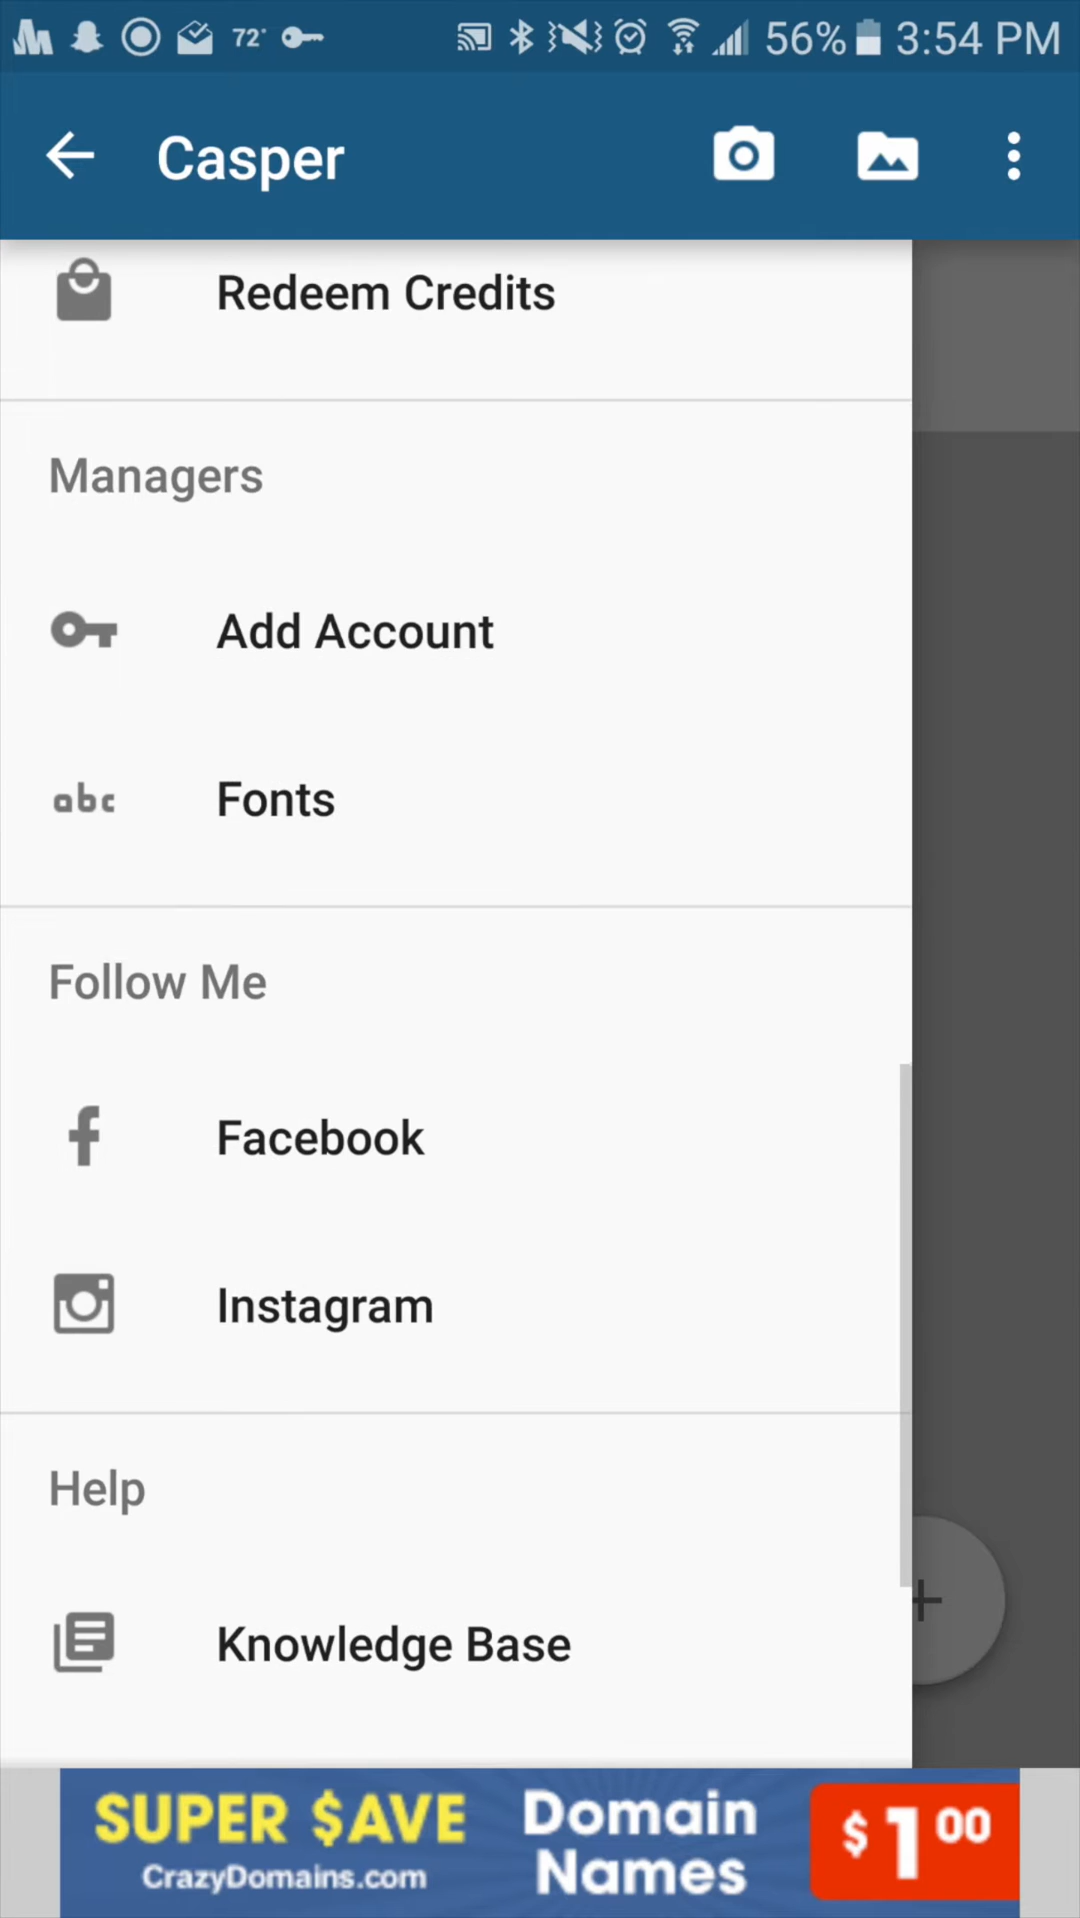 72°
56% 3:54 PM
Casper
Redeem Credits
Managers
Add Account
abc Fonts
Follow Me
Facebook
Instagram
Help
Knowledge Base
SUPER $AVE
CrazyDomains.com
Domain
Names
$1 00